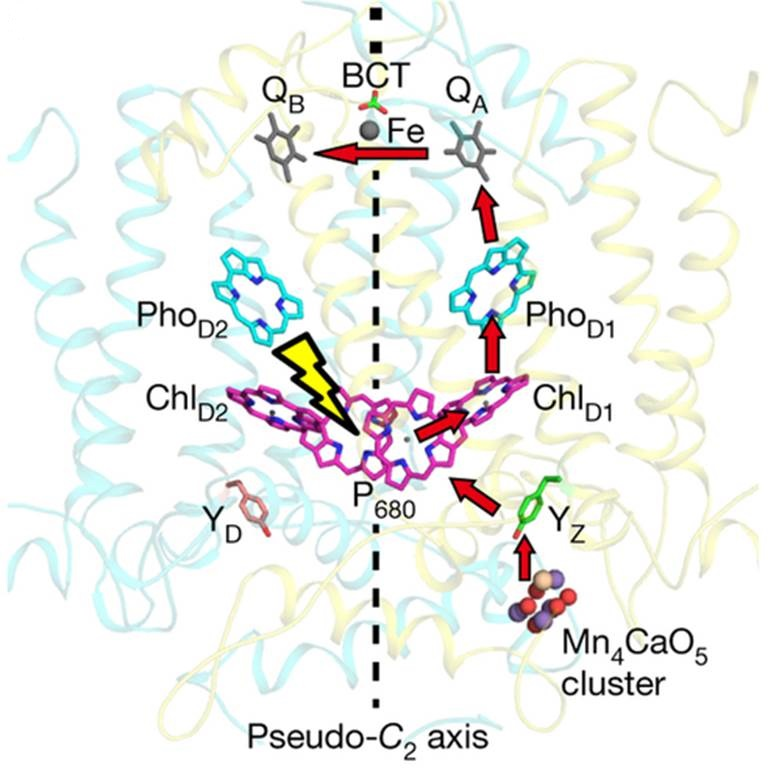 BCT
Q_B
Q_A
Fe
Pho_D2
Pho_D1
Chl_D2
Chl_D1
P_680
Y_D
Y_Z
Mn_4CaO_5
cluster
Pseudo-C_2 axis